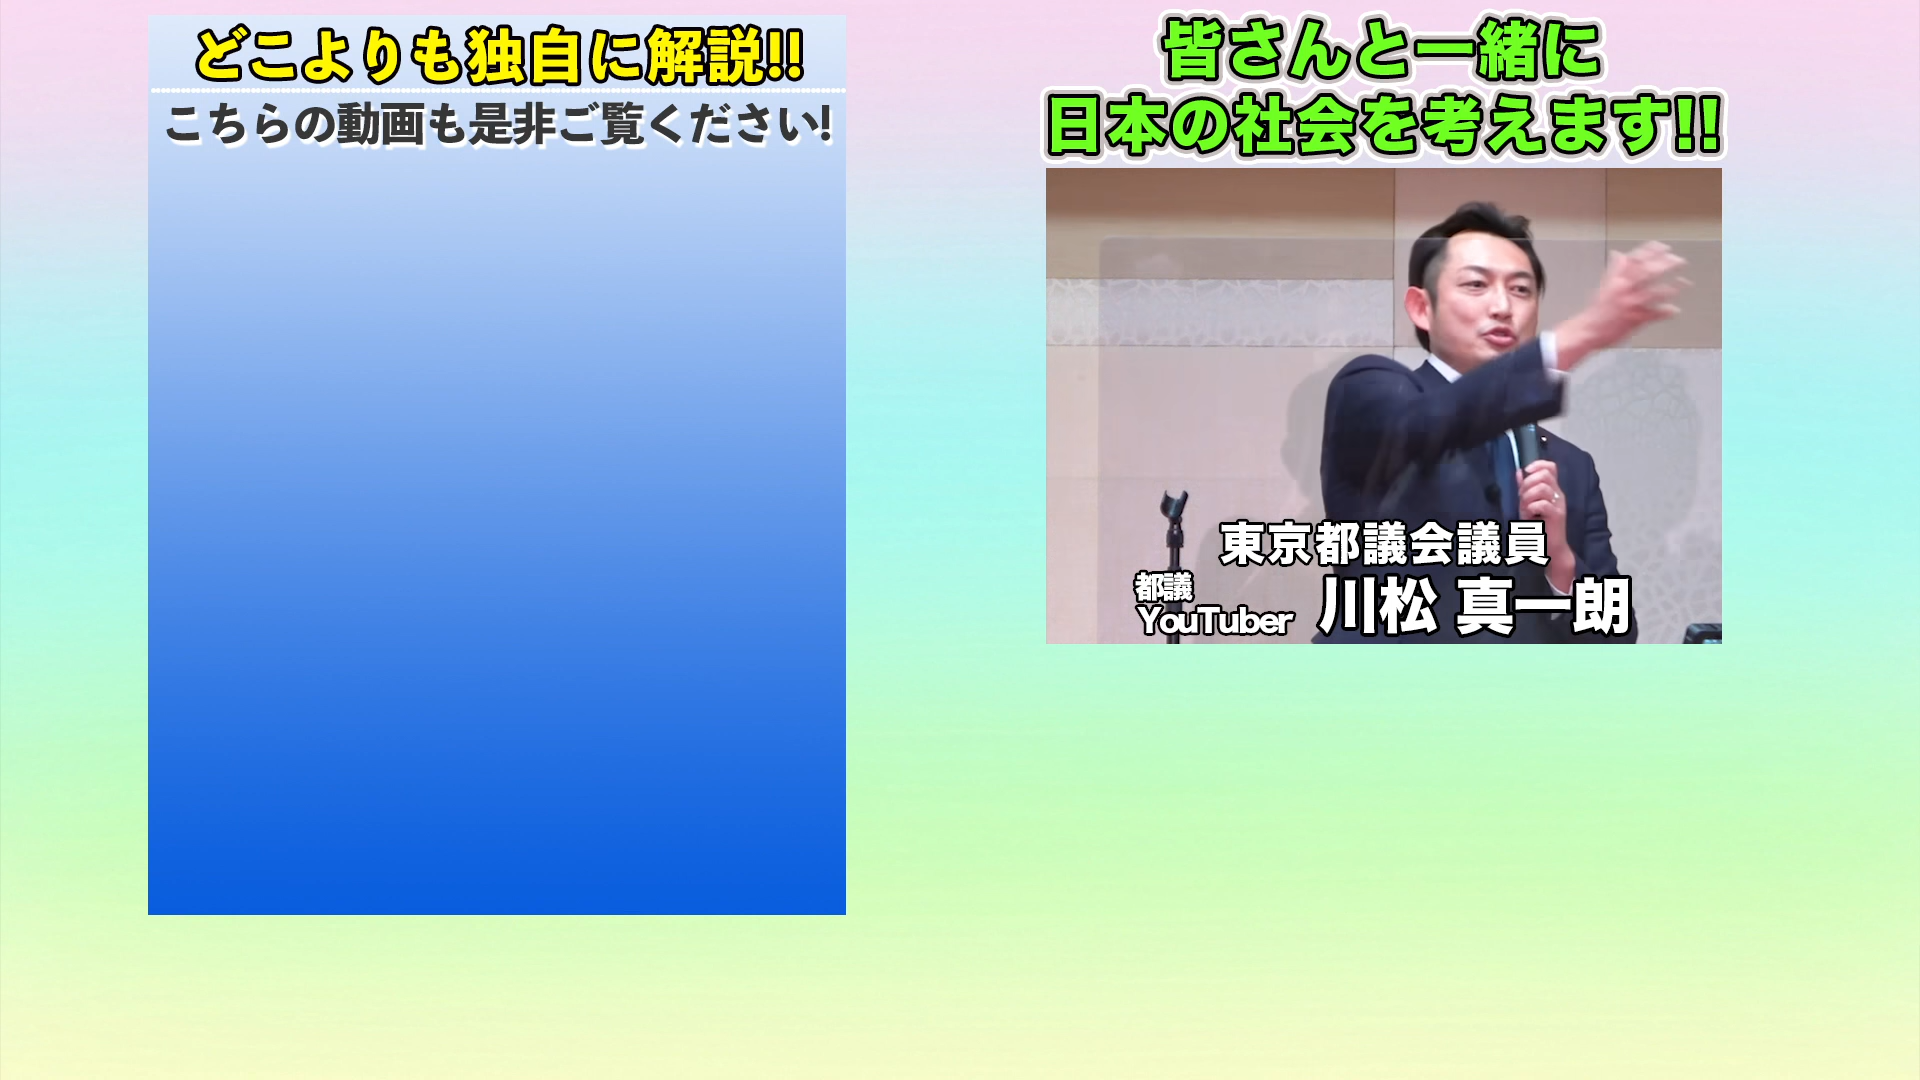 どこよりも独自に解説!!
こちらの動画も是非ご覧ください!
皆さんと一緒に
日本の社会を考えます!!
東京都議会議員
都議
YouTuber 川松 真一朗